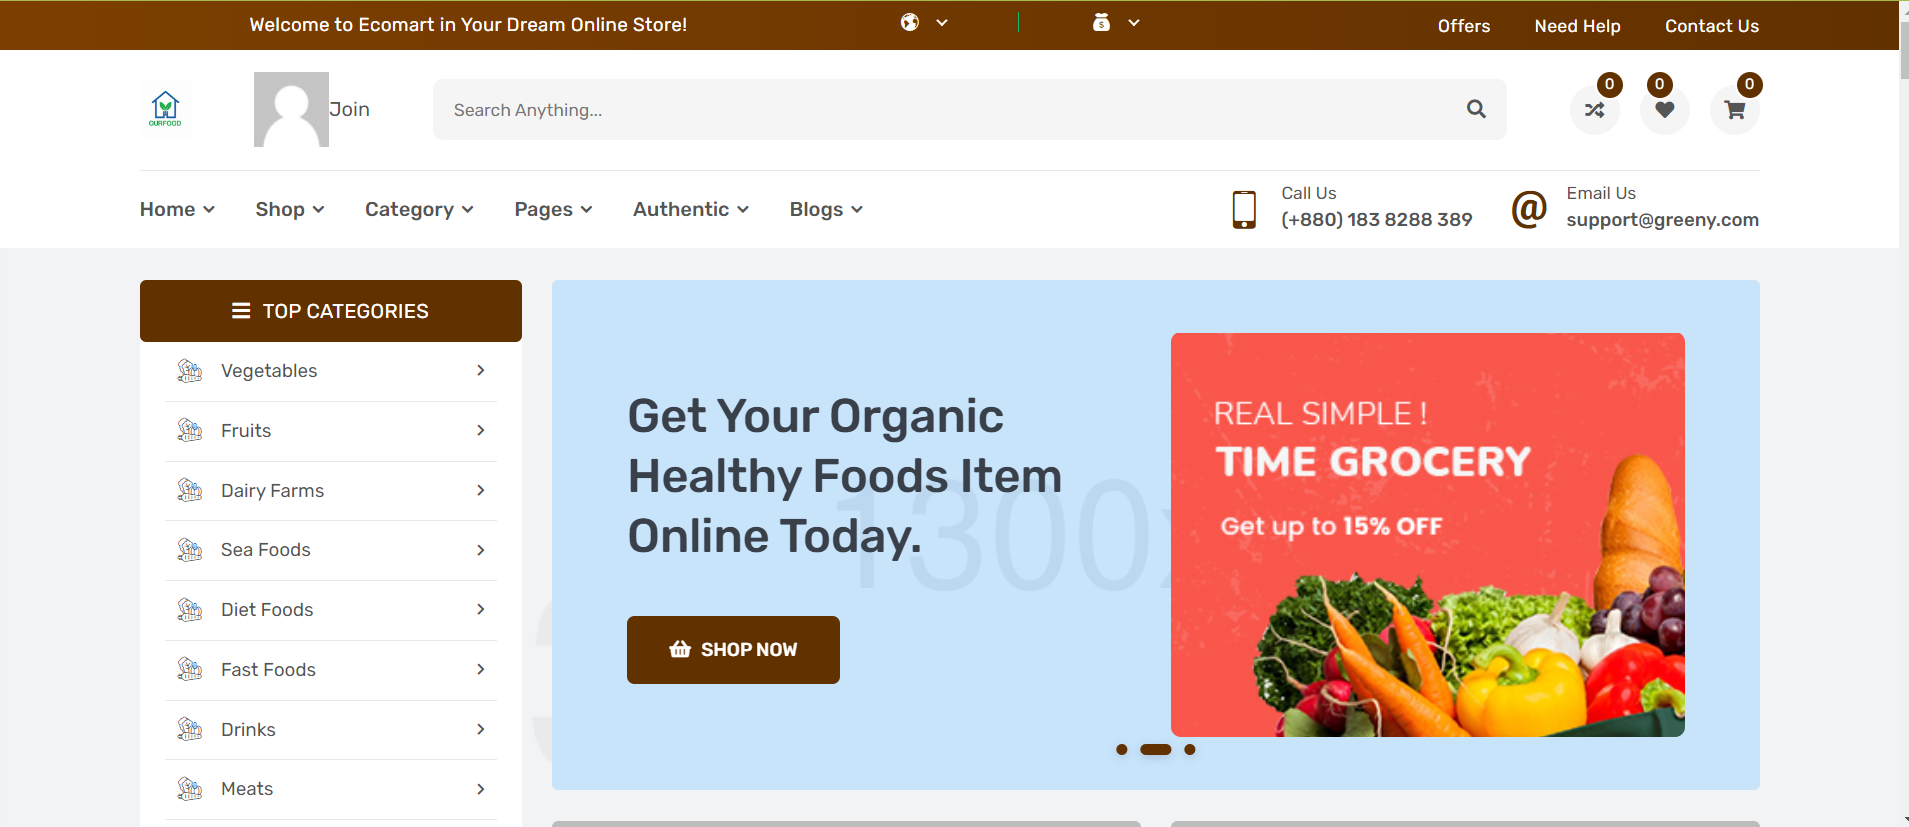 Welcome to Ecomart in Your Dream Online Store!
Offers
Need Help
Contact Us
OURFOOD
Join
Search Anything...
0
0
0
Home
Shop
Category
Pages
Authentic
Blogs
Call Us
(+880) 183 8288 389
@
Email Us
support@greeny.com
TOP CATEGORIES
Vegetables
Fruits
Dairy Farms
Sea Foods
Diet Foods
Fast Foods
Drinks
Meats
Get Your Organic
Healthy Foods Item
Online Today.
1300x
SHOP NOW
REAL SIMPLE !
TIME GROCERY
Get up to 15% OFF